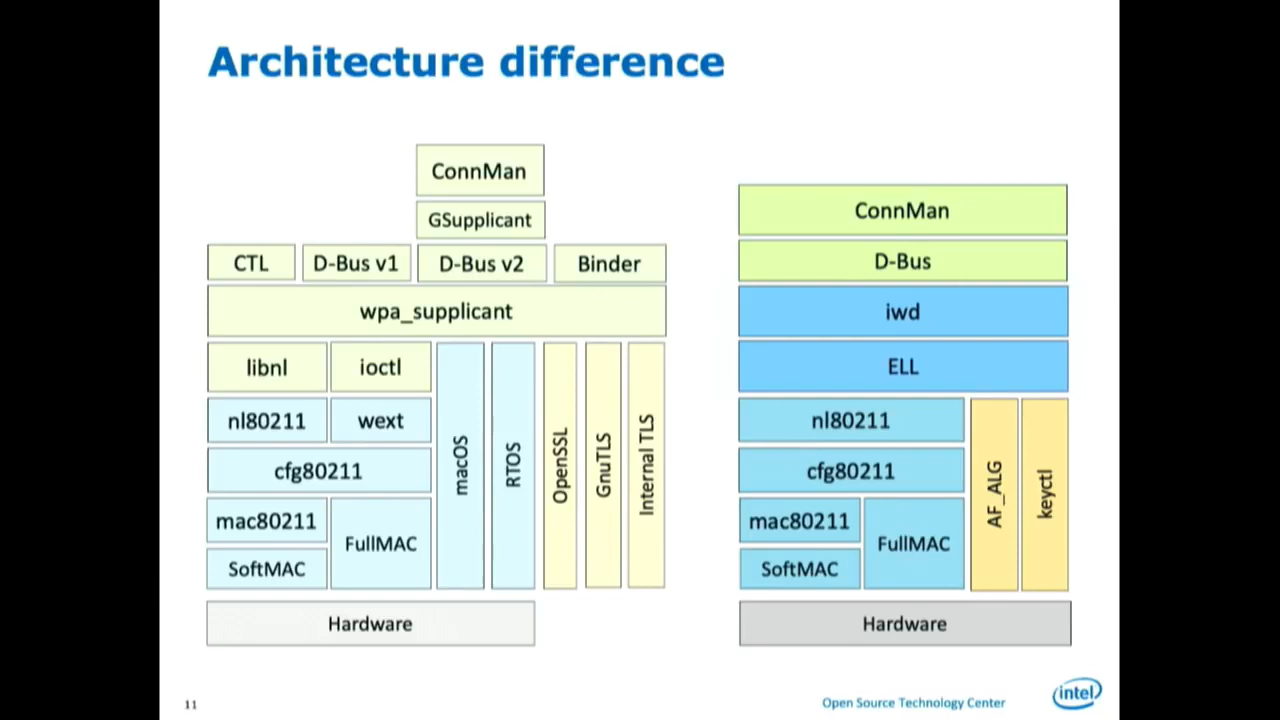 Architecture difference
ConnMan
GSupplicant
CTL
D-Bus v1
D-Bus v2
Binder
wpa_supplicant
libnl
ioctl
nl80211
wext
cfg80211
mac80211
FullMAC
SoftMAC
macOS
RTOS
OpenSSL
GnuTLS
Internal TLS
Hardware
ConnMan
D-Bus
iwd
ELL
nl80211
cfg80211
mac80211
FullMAC
SoftMAC
AF_ALG
keyctl
Hardware
11
Open Source Technology Center
intel